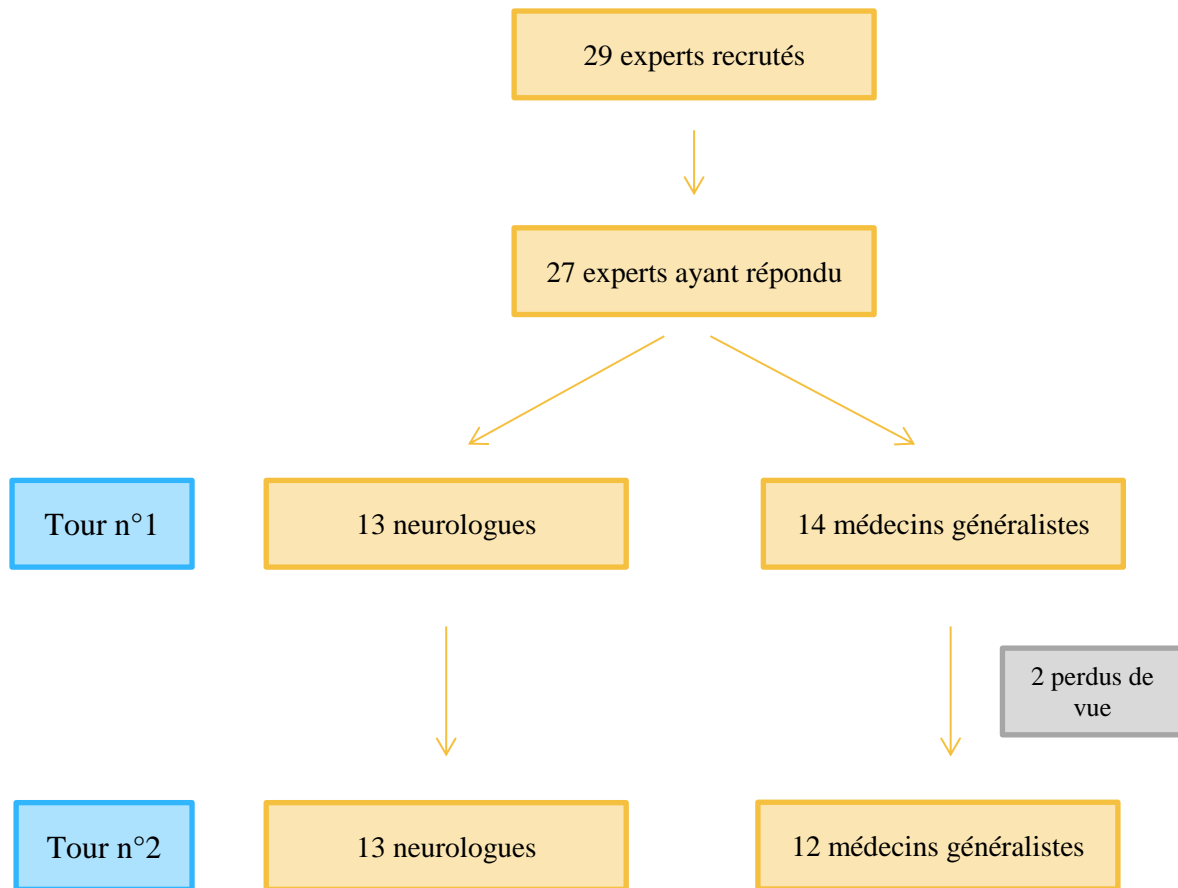 29 experts recrutés
27 experts ayant répondu
Tour n°1
13 neurologues
14 médecins généralistes
2 perdus de
vue
Tour n°2
13 neurologues
12 médecins généralistes